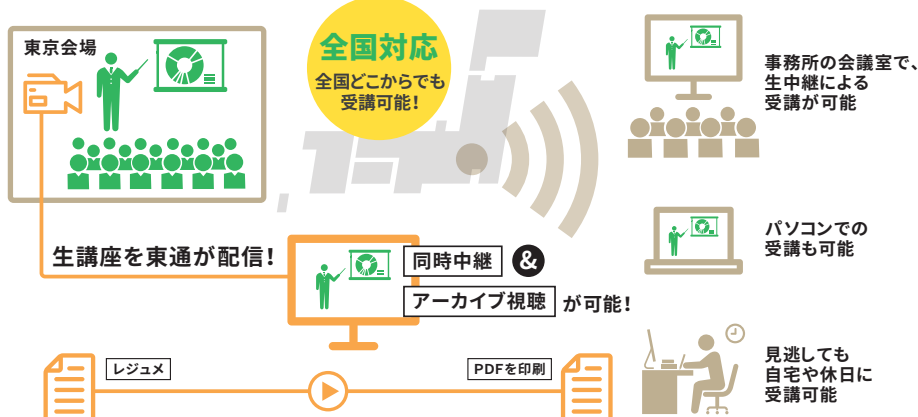 東京会場
全国対応
全国どこからでも
受講可能！
事務所の会議室で、
生中継による
受講が可能
パソコンでの
受講も可能
生講座を東通が配信！
同時中継 &
アーカイブ視聴 が可能！
見逃しても
自宅や休日に
受講可能
レジュメ
PDFを印刷